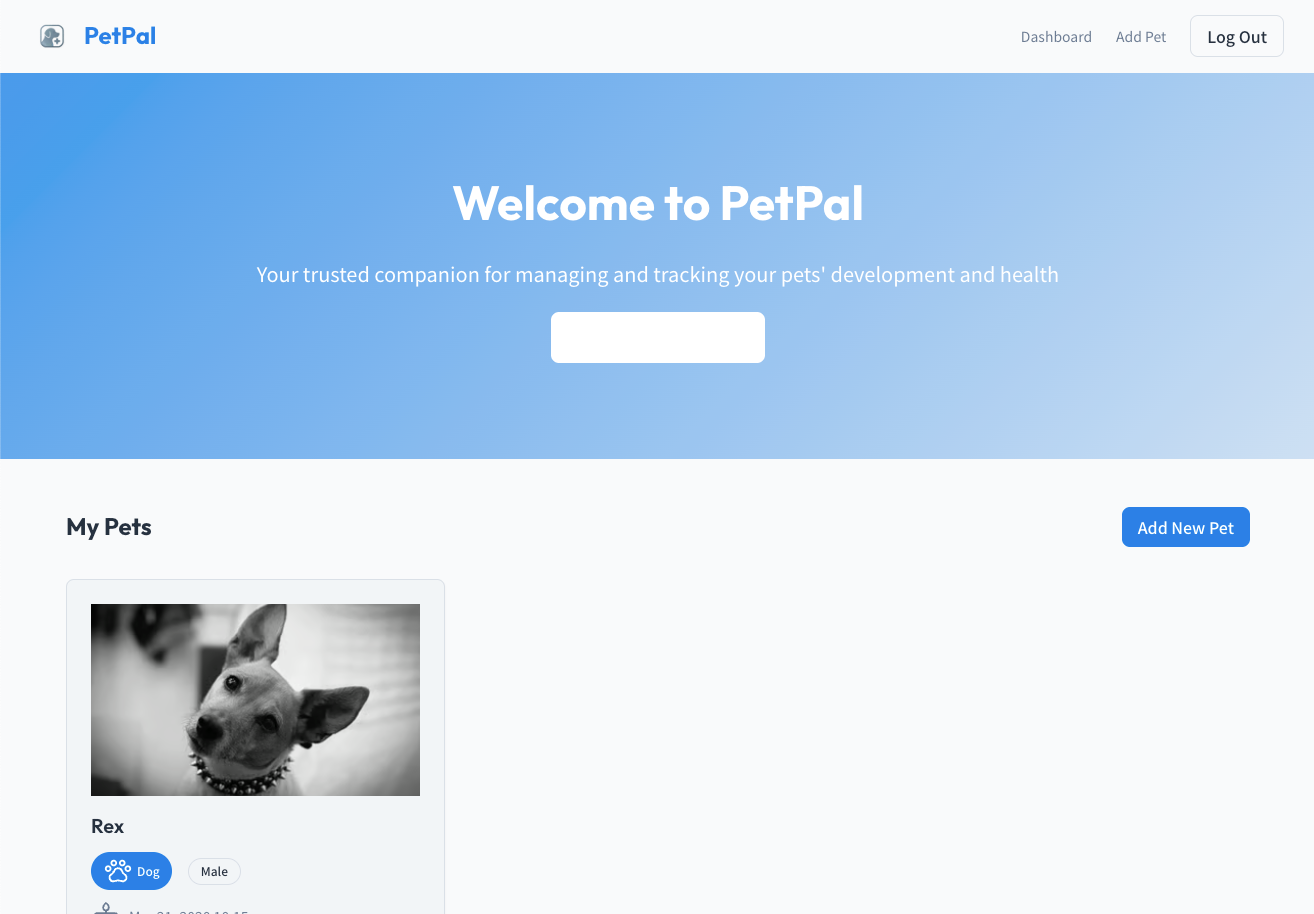 PetPal
Dashboard
Add Pet
Log Out
Welcome to PetPal
Your trusted companion for managing and tracking your pets' development and health
My Pets
Add New Pet
Rex
Dog
Male